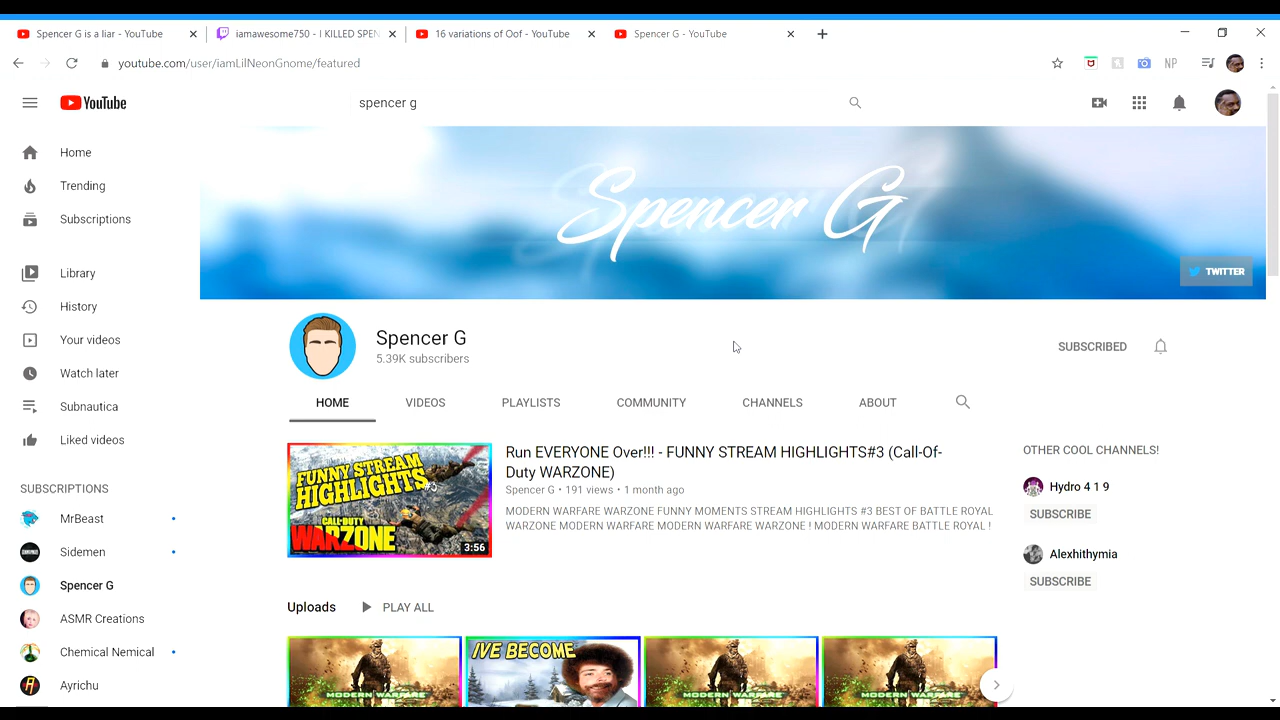 Spencer G is a liar - YouTube
iamawesome750 - I KILLED SPEN
16 variations of Oof - YouTube
Spencer G - YouTube
youtube.com/user/iamLilNeonGnome/featured
NP
YouTube
spencer g
Home
Trending
Subscriptions
Library
History
Your videos
Watch later
Subnautica
Liked videos
SUBSCRIPTIONS
MrBeast
Sidemen
Spencer G
ASMR Creations
Chemical Nemical
Ayrichu
Spencer G
TWITTER
Spencer G
5.39K subscribers
SUBSCRIBED
HOME VIDEOS PLAYLISTS COMMUNITY CHANNELS ABOUT
FUNNY STREAM
HIGHLIGHTS #3
CALL OF DUTY
WARZONE
3:56
Run EVERYONE Over!!! - FUNNY STREAM HIGHLIGHTS#3 (Call-Of-
Duty WARZONE)
Spencer G • 191 views • 1 month ago
MODERN WARFARE WARZONE FUNNY MOMENTS STREAM HIGHLIGHTS #3 BEST OF BATTLE ROYAL
WARZONE MODERN WARFARE MODERN WARFARE WARZONE ! MODERN WARFARE BATTLE ROYAL !
OTHER COOL CHANNELS!
Hydro 4 1 9
SUBSCRIBE
Alexhithymia
SUBSCRIBE
Uploads PLAY ALL
MODERN WARFARE
IVE BECOME
MODERN WARFARE
MODERN WARFARE